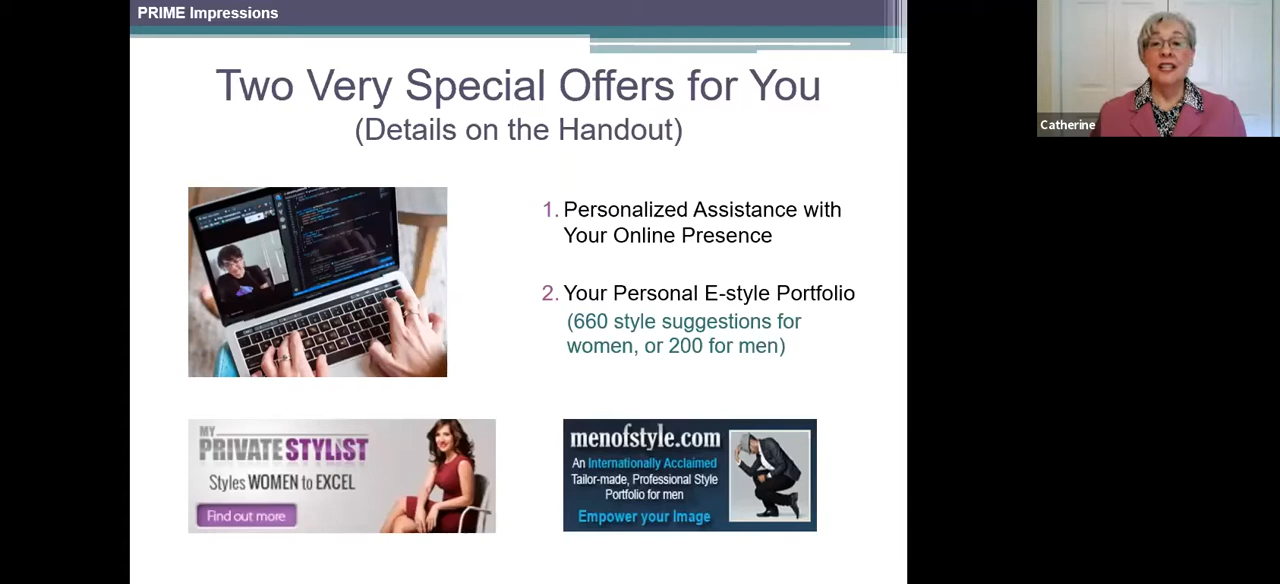 PRIME Impressions
Two Very Special Offers for You
(Details on the Handout)
Catherine
1. Personalized Assistance with
Your Online Presence
2. Your Personal E-style Portfolio
(660 style suggestions for
women, or 200 for men)
MY
PRIVATE STYLIST
Styles WOMEN to EXCEL
Find out more
menofstyle.com
An Internationally Acclaimed
Tailor-made, Professional Style
Portfolio for men
Empower your Image